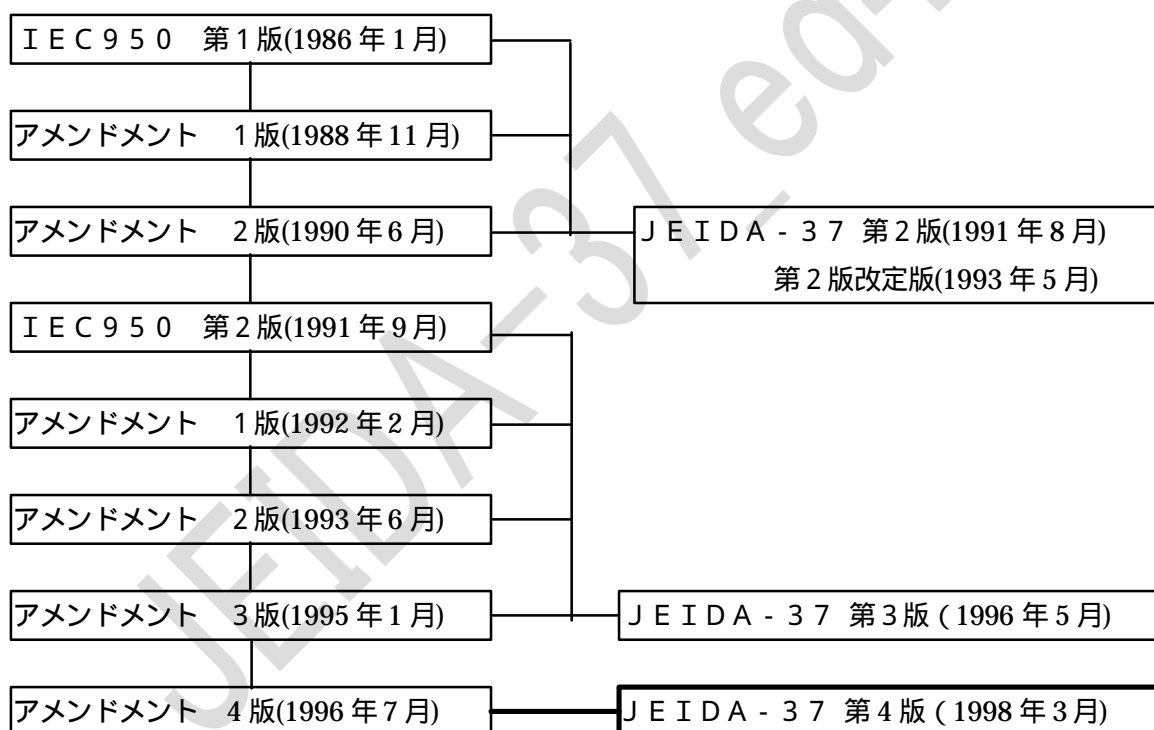 ＩＥＣ９５０　第１版(1986年1月)
アメンドメント　１版(1988年11月)
アメンドメント　２版(1990年6月)
ＪＥＩＤＡ-３７ 第２版(1991年8月)
第２版改定版(1993年5月)
ＩＥＣ９５０　第２版(1991年9月)
アメンドメント　１版(1992年2月)
アメンドメント　２版(1993年6月)
アメンドメント　３版(1995年1月)
ＪＥＩＤＡ-３７ 第３版 ( 1996年5月)
アメンドメント　４版(1996年7月)
ＪＥＩＤＡ-３７ 第４版 ( 1998年3月)
JEIDA-37_ed